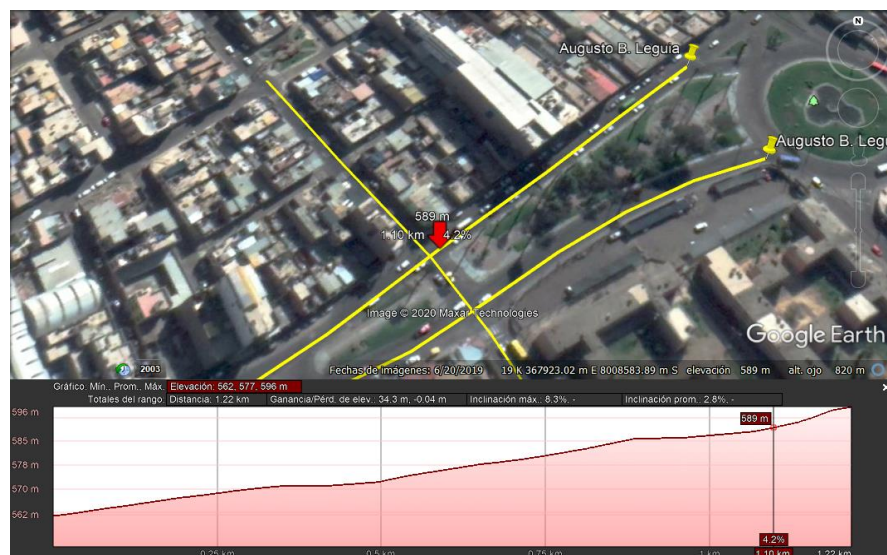 N
Augusto B. Leguia
Augusto B. Legu
589 m
1.10 km 4.2%
Image © 2020 Maxar Technologies
Google Earth
2003
Fechas de imágenes: 6/20/2019 19 K 367923.02 m E 8008583.89 m S elevación 589 m alt. ojo 820 m
Gráfico: Mín., Prom., Máx. Elevación: 562, 577, 596 m
Totales del rango: Distancia: 1.22 km Ganancia/Pérd. de elev.: 34.3 m, -0.04 m Inclinación máx.: 8.3%, - Inclinación prom.: 2.8%, -
596 m
589 m
585 m
578 m
570 m
562 m
4.2%
0.25 km 0.5 km 0.75 km 1 km 1.10 km 1.22 km